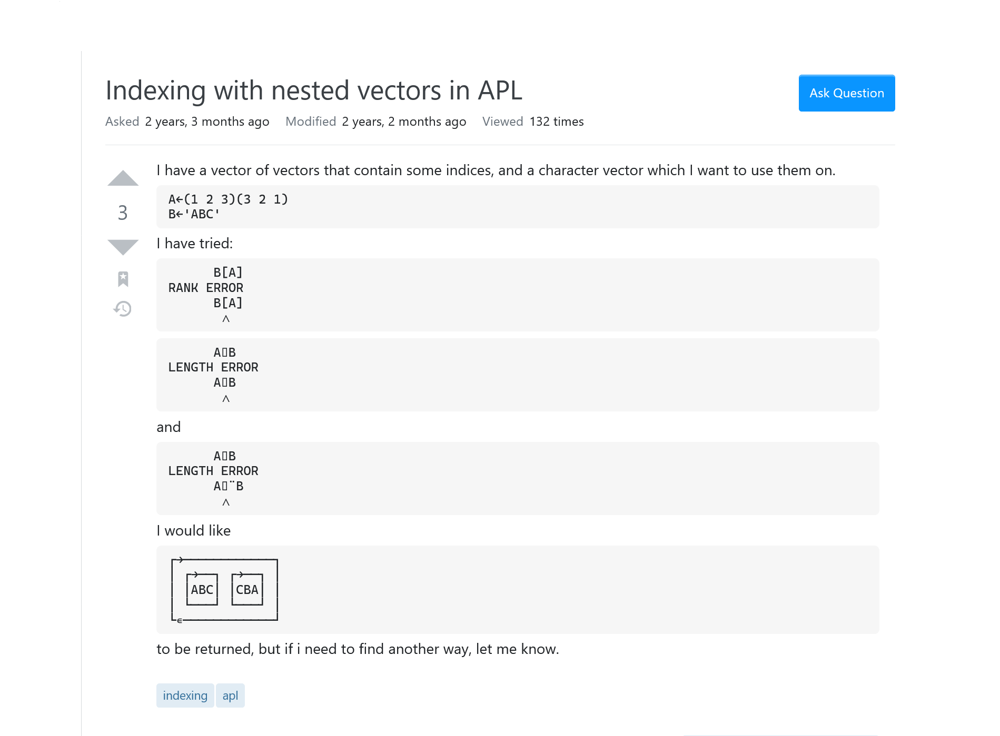 Indexing with nested vectors in APL
Ask Question
Asked 2 years, 3 months ago Modified 2 years, 2 months ago Viewed 132 times
I have a vector of vectors that contain some indices, and a character vector which I want to use them on.
A←(1 2 3)(3 2 1)
B←'ABC'
3
I have tried:
B[A]
RANK ERROR
B[A]
∧
A⌷B
LENGTH ERROR
A⌷B
∧
and
A⌷B
LENGTH ERROR
A⌷¨B
∧
I would like
┌→──────────────┐
│ ┌→──┐ ┌→──┐ │
│ │ABC│ │CBA│ │
│ └───┘ └───┘ │
└∊──────────────┘
to be returned, but if i need to find another way, let me know.
indexing apl